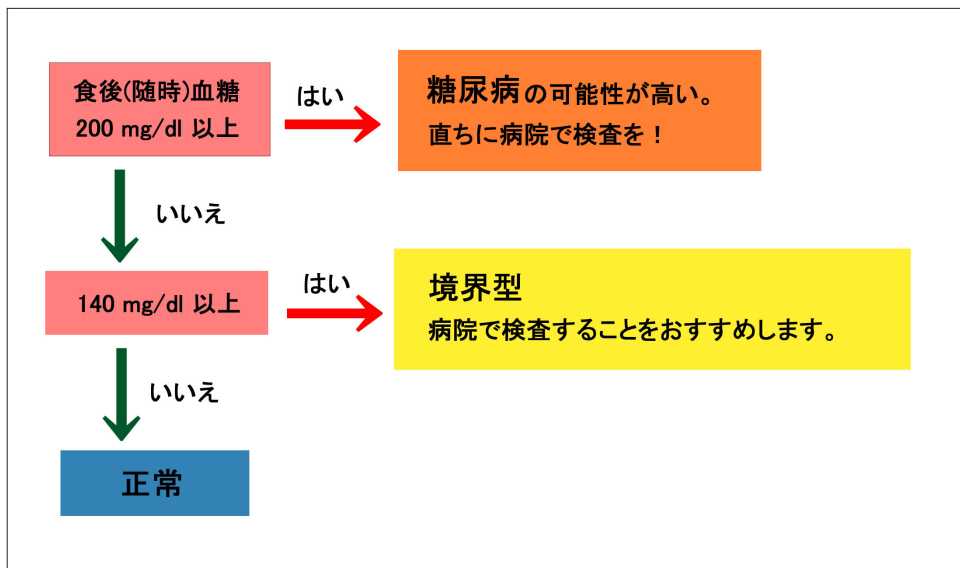 食後(随時)血糖
200 mg/dl 以上
はい
糖尿病の可能性が高い。
直ちに病院で検査を！
いいえ
140 mg/dl 以上
はい
境界型
病院で検査することをおすすめします。
いいえ
正常